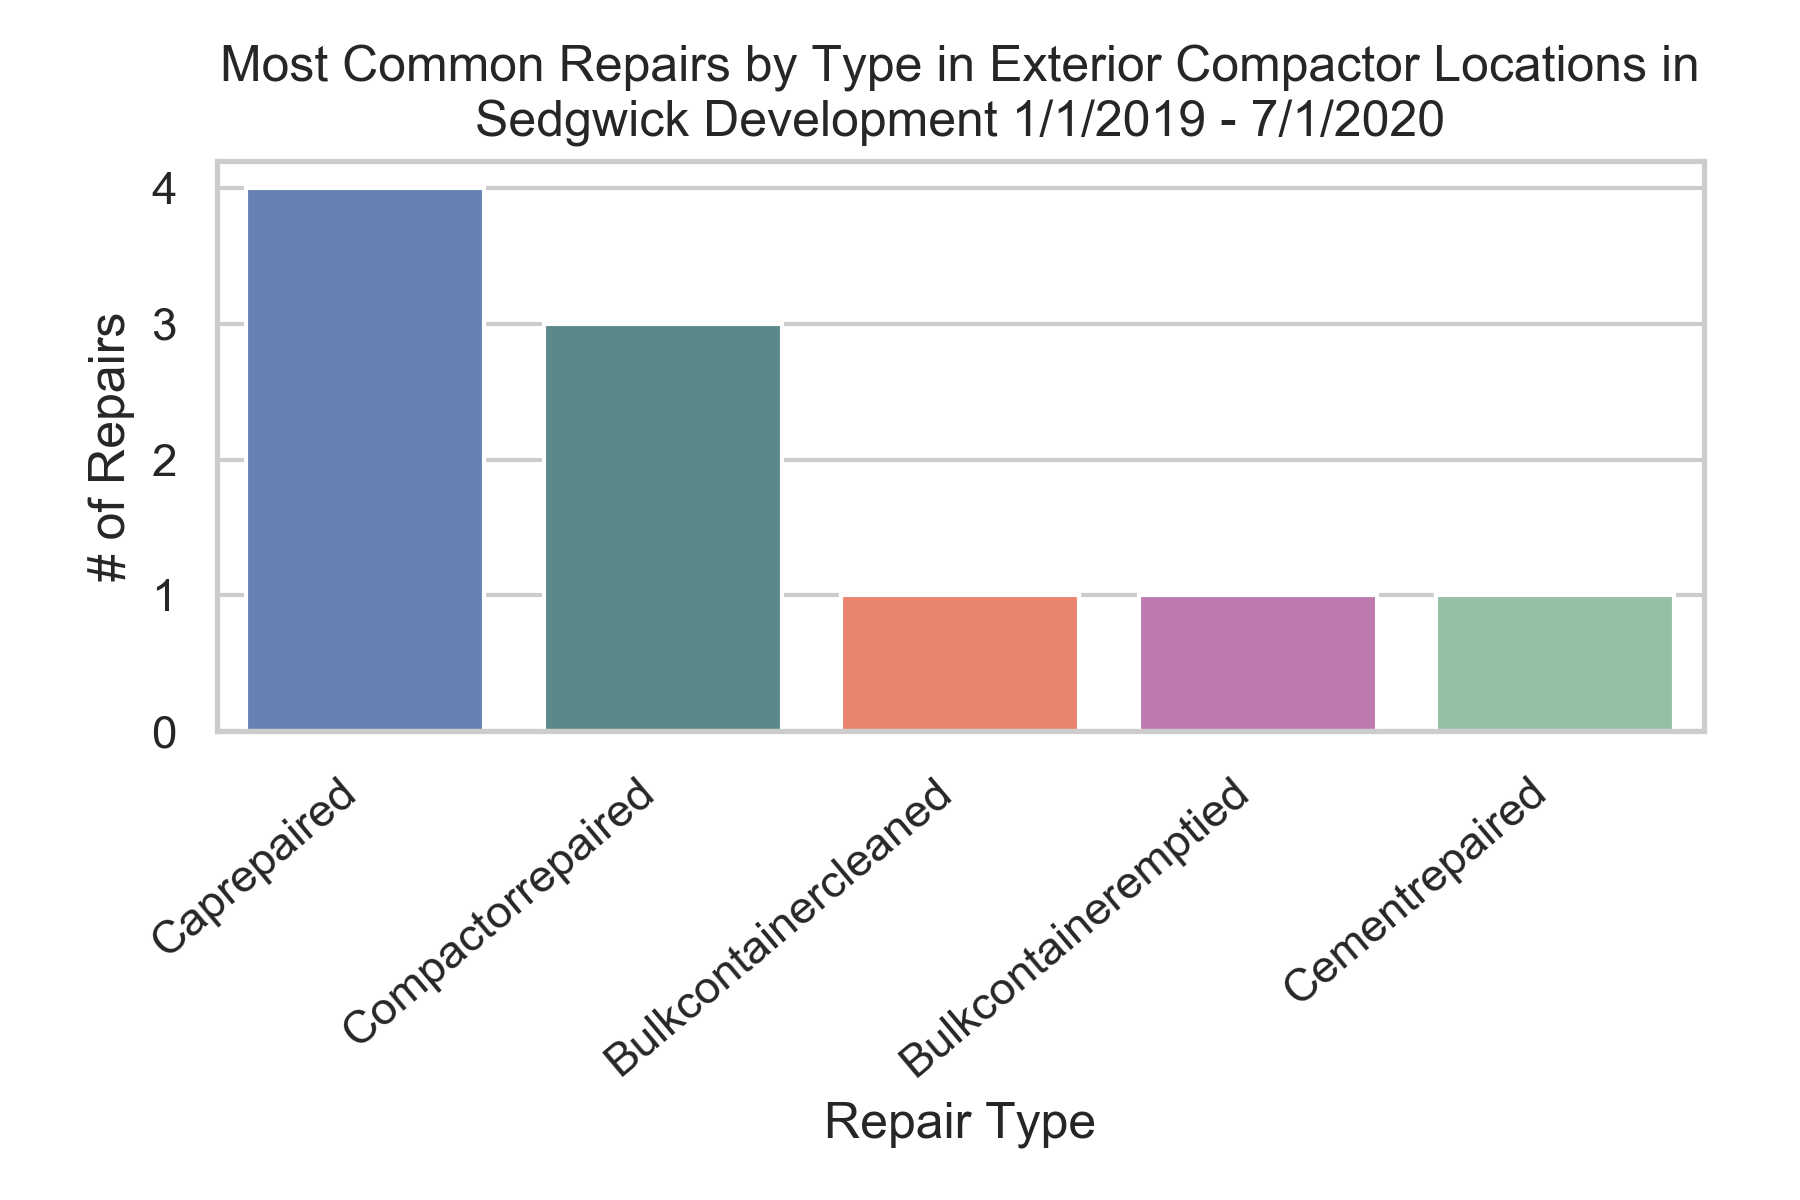 Most Common Repairs by Type in Exterior Compactor Locations in
Sedgwick Development 1/1/2019 - 7/1/2020
# of Repairs
4
3
2
1
0
Caprepaired
Compactorrepaired
Bulkcontainercleaned
Bulkcontaineremptied
Cementrepaired
Repair Type